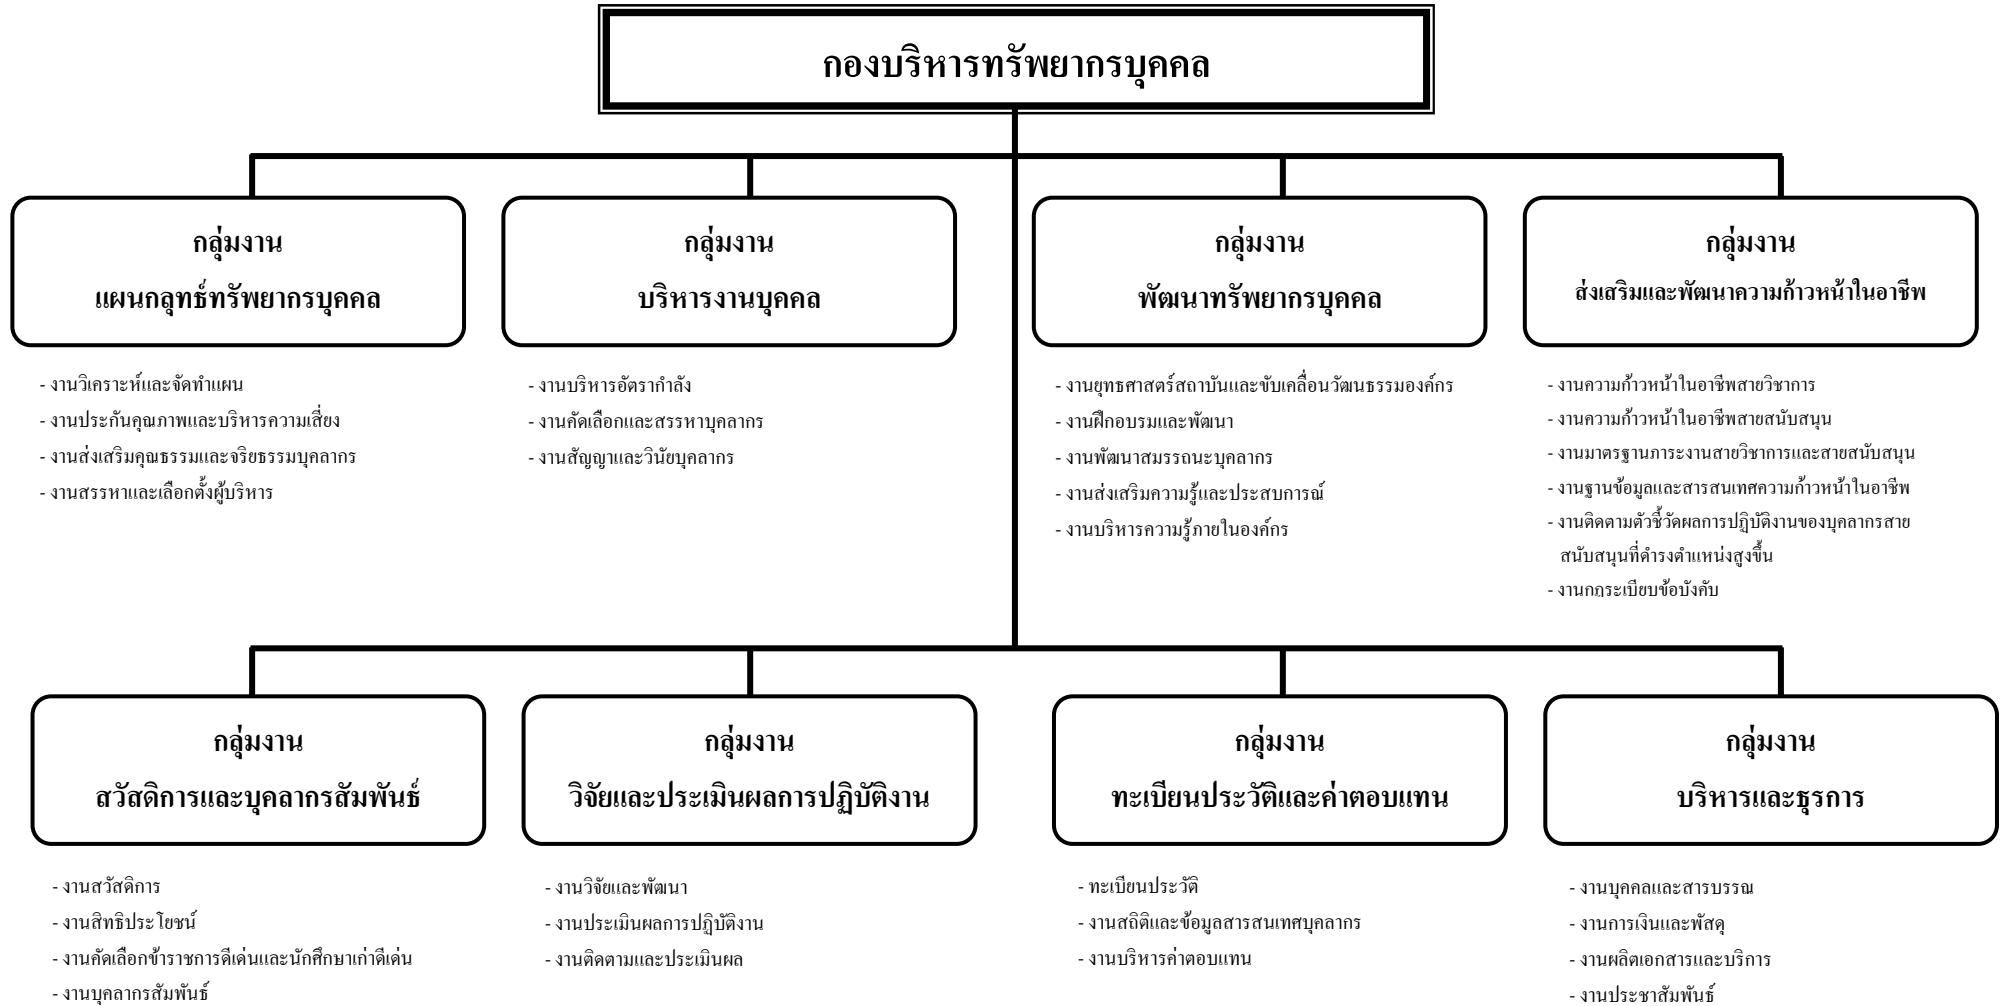 กองบริหารทรัพยากรบุคคล
กลุ่มงาน
แผนกลุทธ์ทรัพยากรบุคคล
- งานวิเคราะห์และจัดทำแผน
- งานประกันคุณภาพและบริหารความเสี่ยง
- งานส่งเสริมคุณธรรมและจริยธรรมบุคลากร
- งานสรรหาและเลือกตั้งผู้บริหาร
กลุ่มงาน
บริหารงานบุคคล
- งานบริหารอัตรากำลัง
- งานคัดเลือกและสรรหาบุคลากร
- งานสัญญาและวินัยบุคลากร
กลุ่มงาน
พัฒนาทรัพยากรบุคคล
- งานยุทธศาสตร์สถาบันและขับเคลื่อนวัฒนธรรมองค์กร
- งานฝึกอบรมและพัฒนา
- งานพัฒนาสมรรถนะบุคลากร
- งานส่งเสริมความรู้และประสบการณ์
- งานบริหารความรู้ภายในองค์กร
กลุ่มงาน
ส่งเสริมและพัฒนาความก้าวหน้าในอาชีพ
- งานความก้าวหน้าในอาชีพสายวิชาการ
- งานความก้าวหน้าในอาชีพสายสนับสนุน
- งานมาตรฐานภาระงานสายวิชาการและสายสนับสนุน
- งานฐานข้อมูลและสารสนเทศความก้าวหน้าในอาชีพ
- งานติดตามตัวชี้วัดผลการปฏิบัติงานของบุคลากรสาย
สนับสนุนที่ดำรงตำแหน่งสูงขึ้น
- งานกฎระเบียบข้อบังคับ
กลุ่มงาน
สวัสดิการและบุคลากรสัมพันธ์
- งานสวัสดิการ
- งานสิทธิประโยชน์
- งานคัดเลือกข้าราชการดีเด่นและนักศึกษาเก่าดีเด่น
- งานบุคลากรสัมพันธ์
กลุ่มงาน
วิจัยและประเมินผลการปฏิบัติงาน
- งานวิจัยและพัฒนา
- งานประเมินผลการปฏิบัติงาน
- งานติดตามและประเมินผล
กลุ่มงาน
ทะเบียนประวัติและค่าตอบแทน
- ทะเบียนประวัติ
- งานสถิติและข้อมูลสารสนเทศบุคลากร
- งานบริหารค่าตอบแทน
กลุ่มงาน
บริหารและธุรการ
- งานบุคคลและสารบรรณ
- งานการเงินและพัสดุ
- งานผลิตเอกสารและบริการ
- งานประชาสัมพันธ์